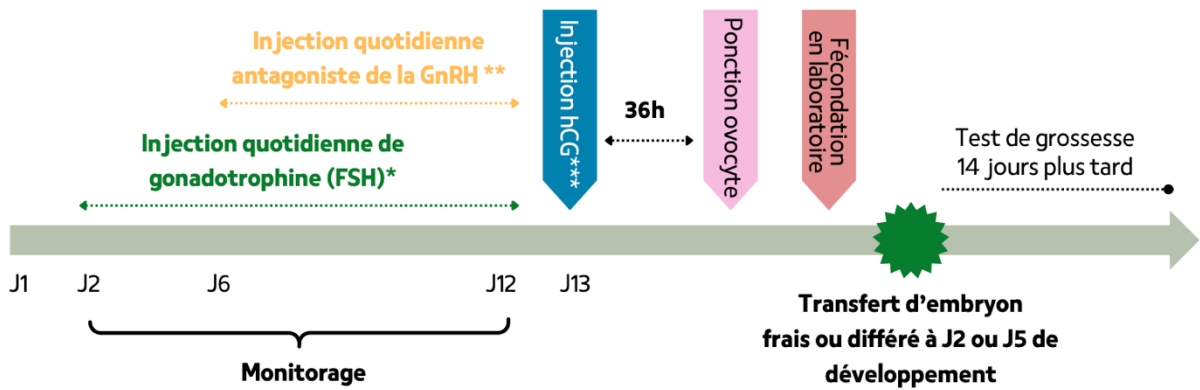 Injection quotidienne
antagoniste de la GnRH **
Injection quotidienne de
gonadotrophine (FSH)*
Injection hCG***
36h
Ponction ovocyte
Fécondation
en laboratoire
Test de grossesse
14 jours plus tard
J1
J2
J6
J12
J13
Monitorage
Transfert d’embryon
frais ou différé à J2 ou J5 de
développement